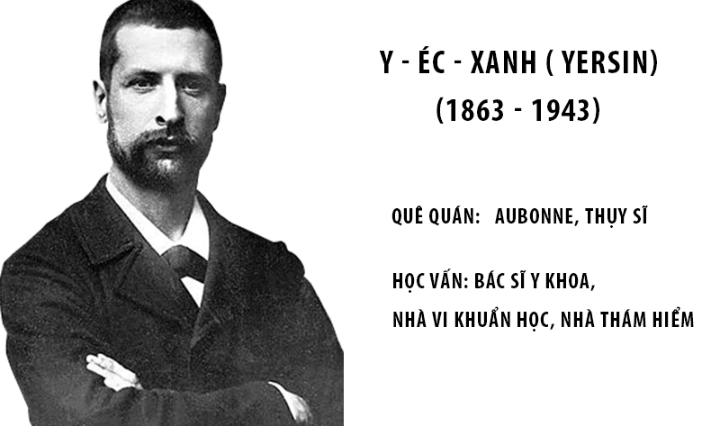 Y - ÉC - XANH ( YERSIN)
(1863 - 1943)
QUÊ QUÁN: AUBONNE, THỤY SĨ
HỌC VẤN: BÁC SĨ Y KHOA,
NHÀ VI KHUẨN HỌC, NHÀ THÁM HIỂM